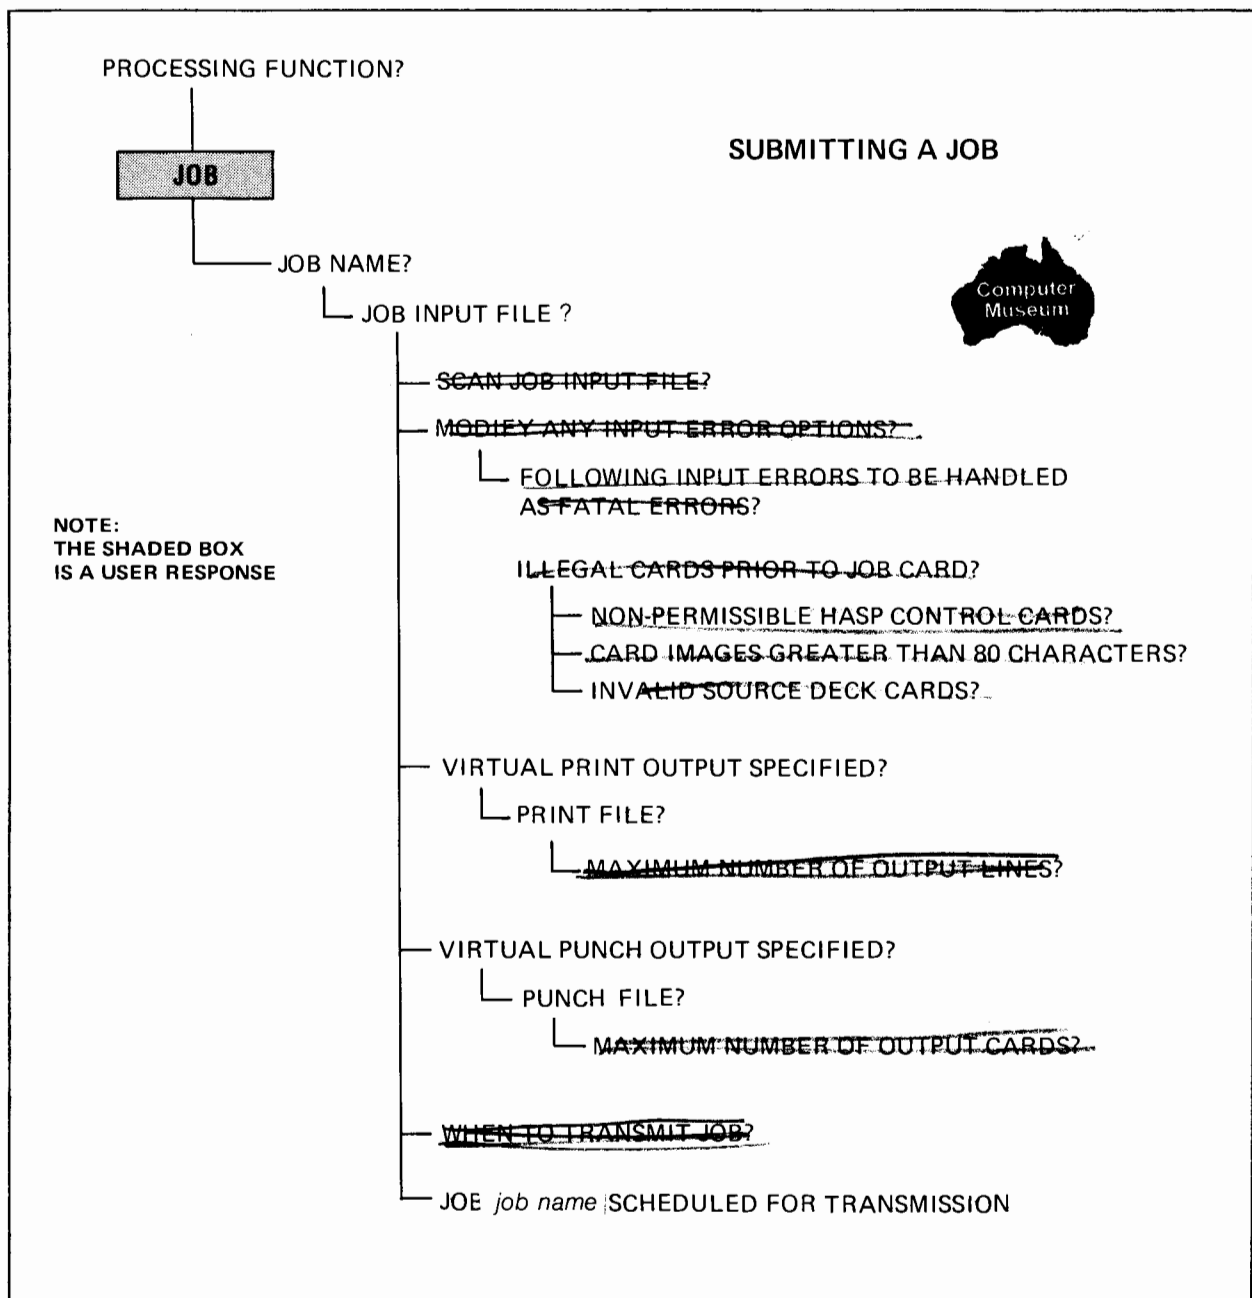 PROCESSING FUNCTION?
SUBMITTING A JOB
JOB
JOB NAME?
Computer
Museum
JOB INPUT FILE ?
SCAN JOB INPUT FILE?
MODIFY ANY INPUT ERROR OPTIONS?
FOLLOWING INPUT ERRORS TO BE HANDLED
AS FATAL ERRORS?
NOTE:
THE SHADED BOX
IS A USER RESPONSE
ILLEGAL CARDS PRIOR TO JOB CARD?
NON-PERMISSIBLE HASP CONTROL CARDS?
CARD IMAGES GREATER THAN 80 CHARACTERS?
INVALID SOURCE DECK CARDS?
VIRTUAL PRINT OUTPUT SPECIFIED?
PRINT FILE?
MAXIMUM NUMBER OF OUTPUT LINES?
VIRTUAL PUNCH OUTPUT SPECIFIED?
PUNCH FILE?
MAXIMUM NUMBER OF OUTPUT CARDS?
WHEN TO TRANSMIT JOB?
JOB job name SCHEDULED FOR TRANSMISSION